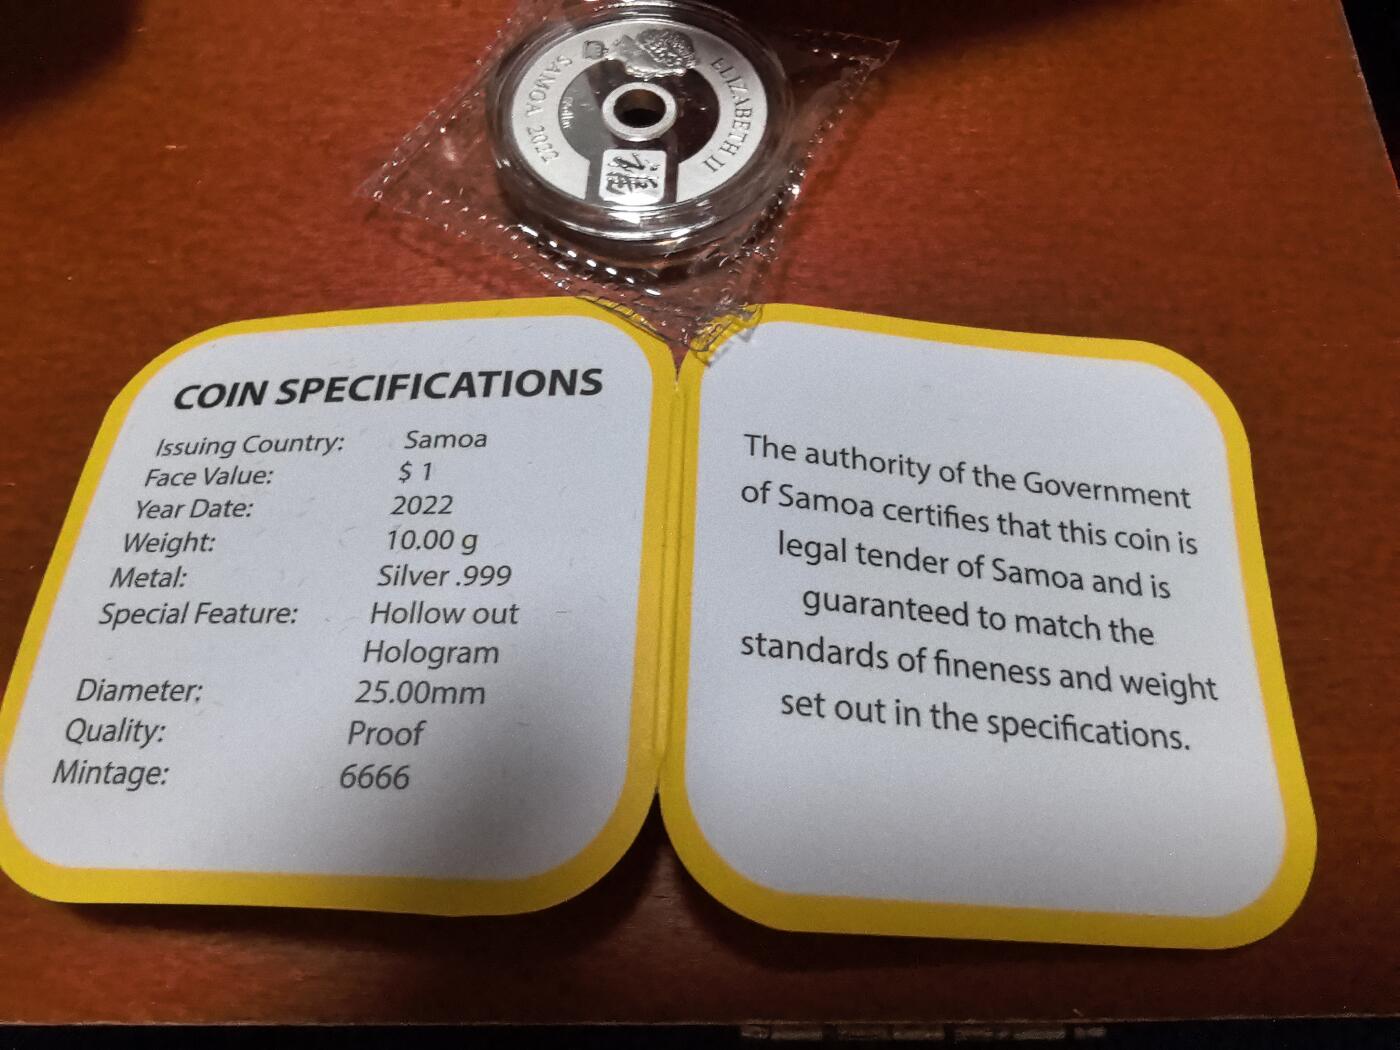 ELIZABETH II
SAMOA 2022
COIN SPECIFICATIONS
Issuing Country: Samoa
Face Value: $ 1
Year Date: 2022
Weight: 10.00 g
Metal: Silver .999
Special Feature: Hollow out
Hologram
Diameter: 25.00mm
Quality: Proof
Mintage: 6666
The authority of the Government
of Samoa certifies that this coin is
legal tender of Samoa and is
guaranteed to match the
standards of fineness and weight
set out in the specifications.